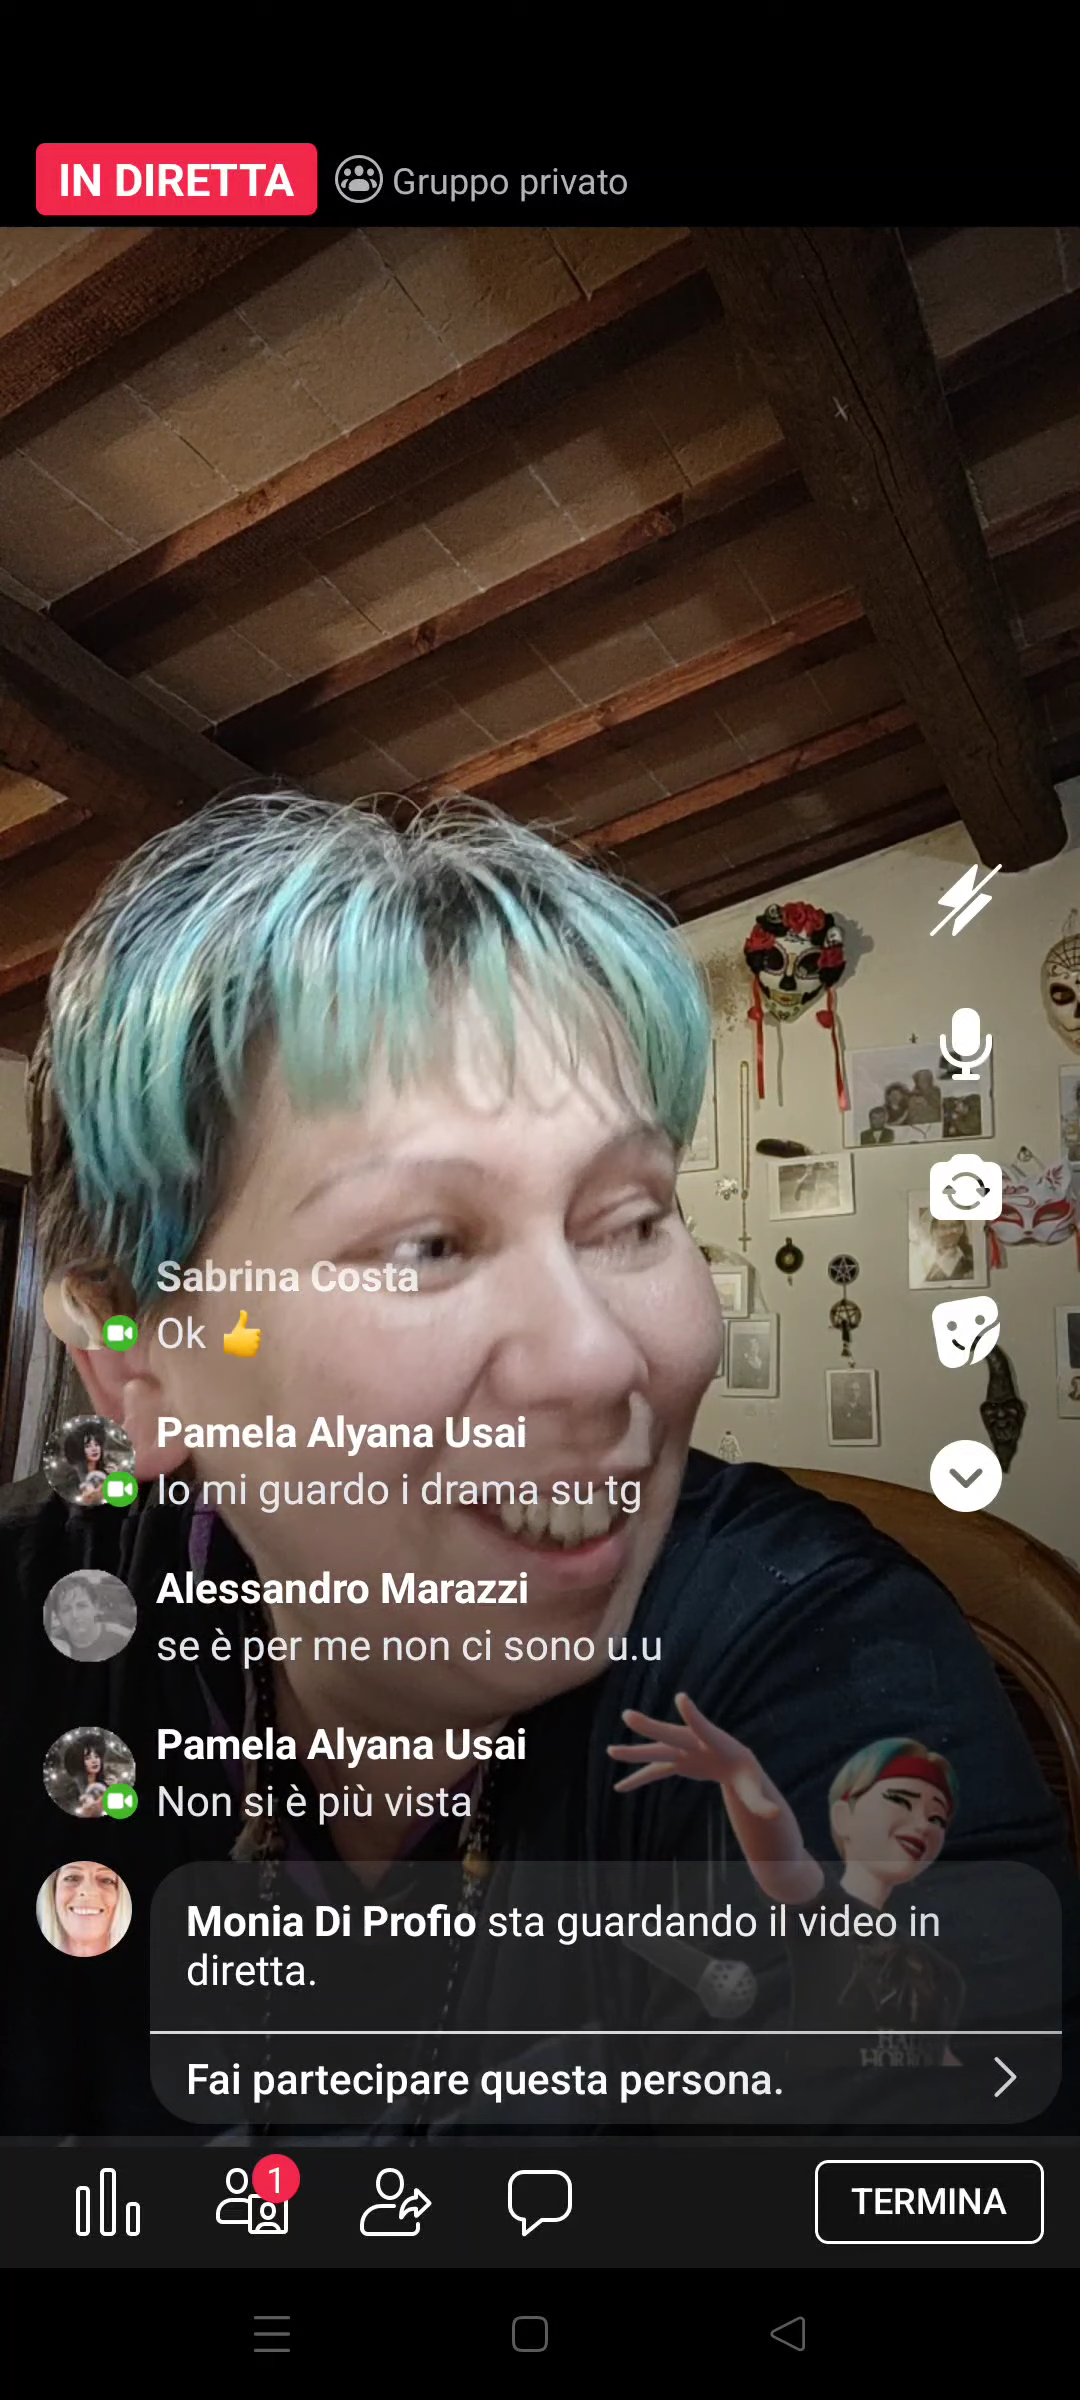 IN DIRETTA
Gruppo privato
Sabrina Costa
Ok 👍
Pamela Alyana Usai
Io mi guardo i drama su tg
Alessandro Marazzi
se è per me non ci sono u.u
Pamela Alyana Usai
Non si è più vista
Monia Di Profio sta guardando il video in
diretta.
Fai partecipare questa persona.
1
TERMINA